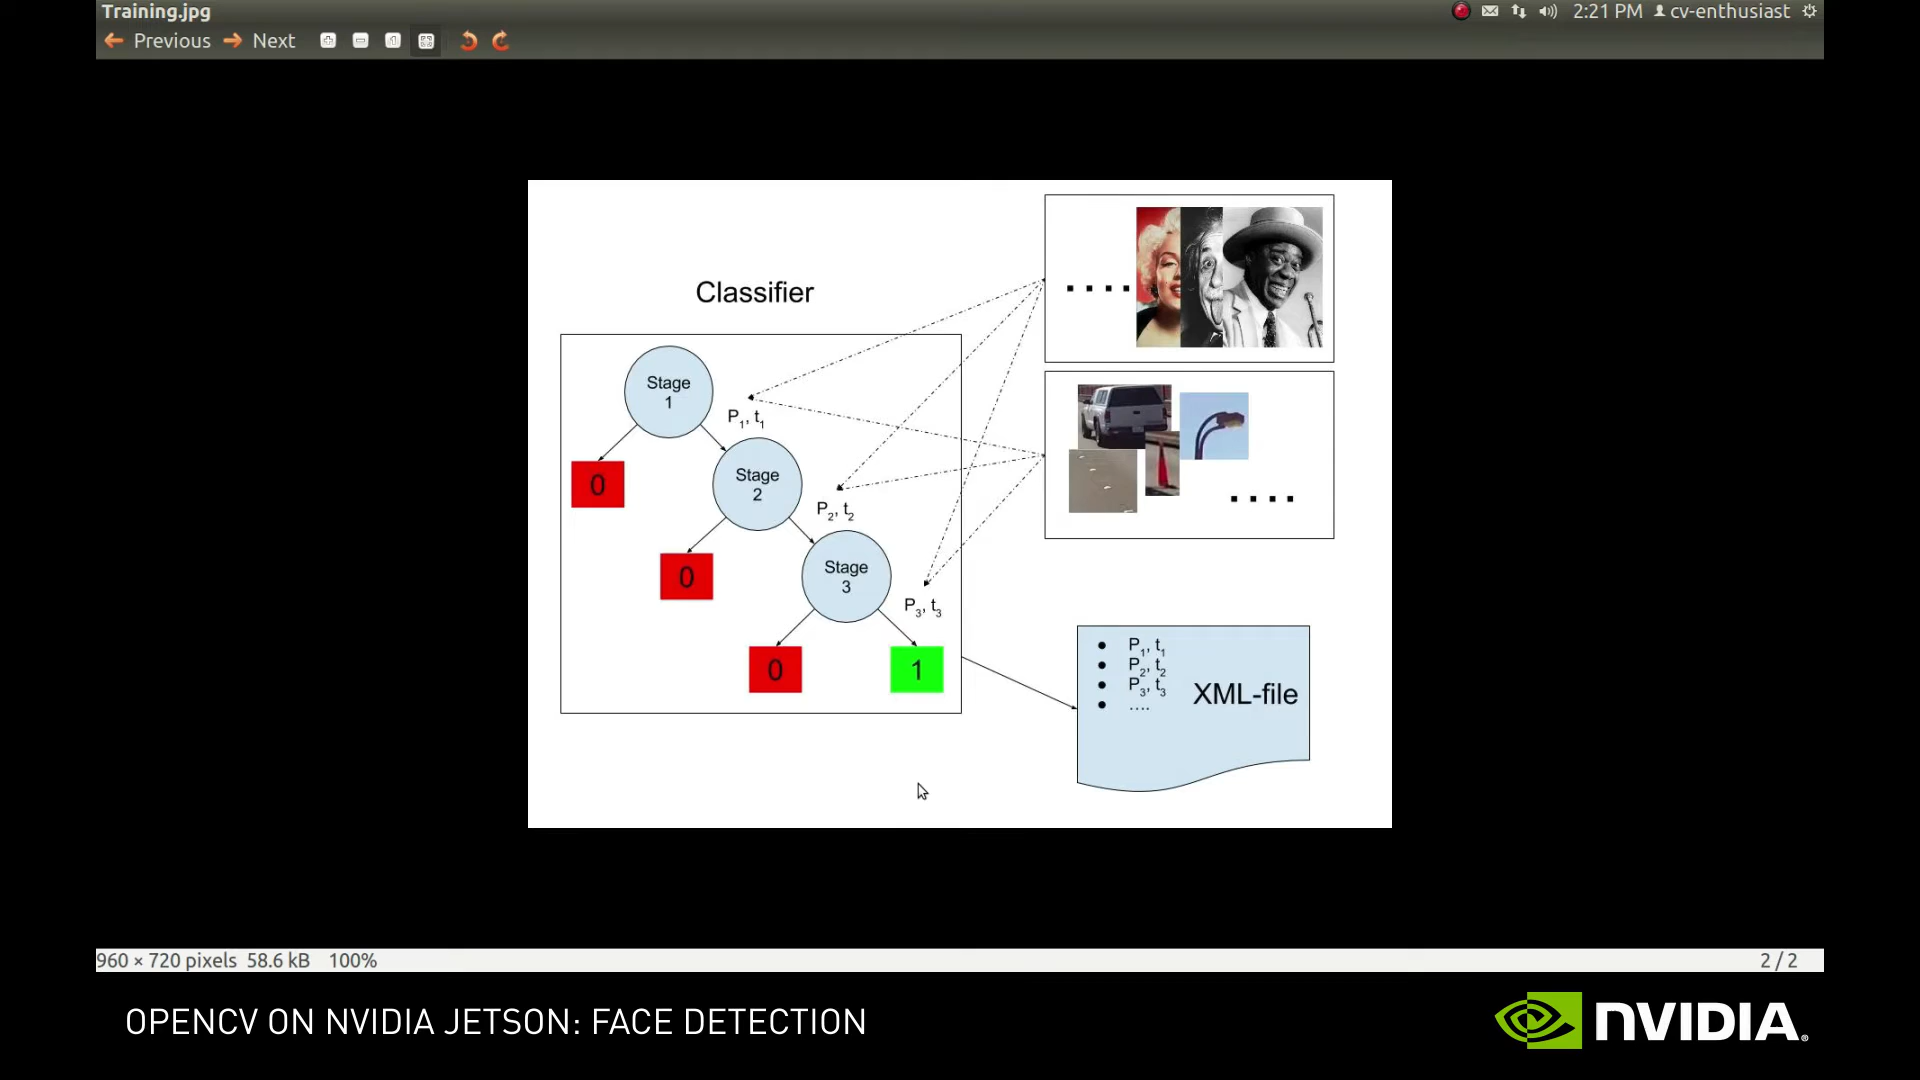 Training.jpg
2:21 PM cv-enthusiast
Previous Next
Classifier
Stage
1
P1, t1
0
Stage
2
P2, t2
0
Stage
3
P3, t3
0
1
P1, t1
P2, t2
P3, t3
....
XML-file
960 × 720 pixels 58.6 kB 100%
2 / 2
OPENCV ON NVIDIA JETSON: FACE DETECTION
NVIDIA